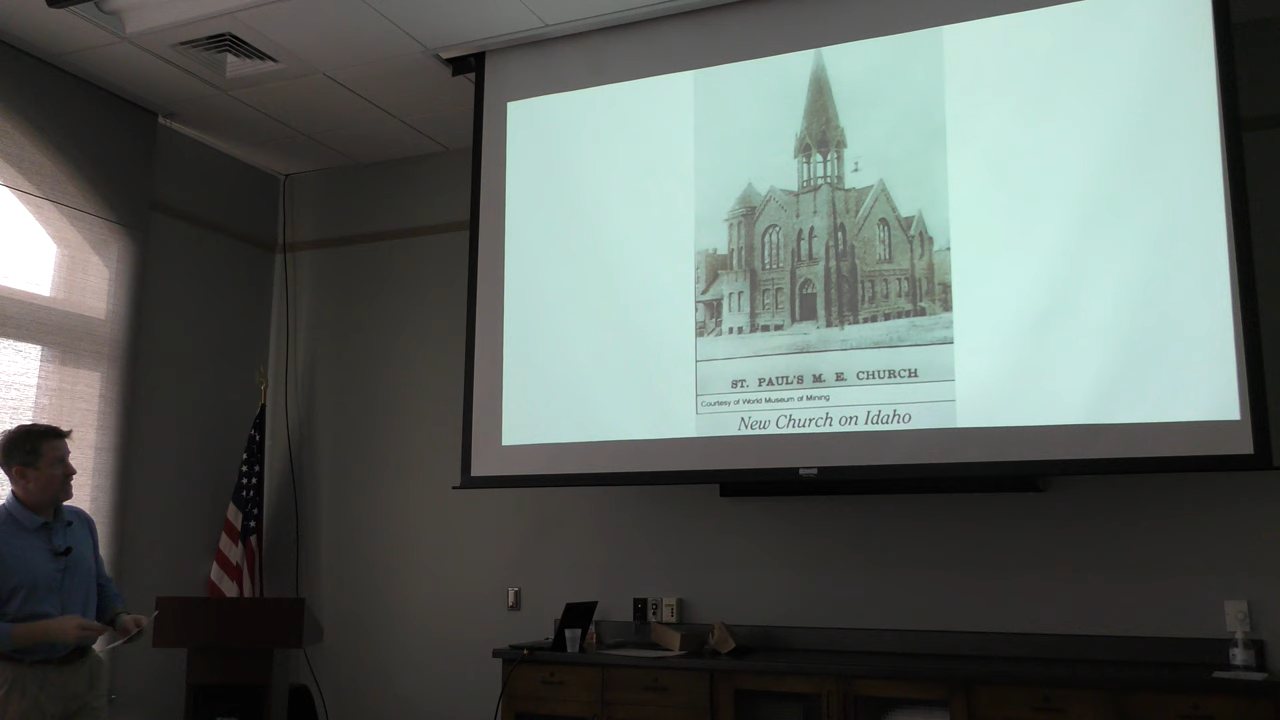 ST. PAUL'S M. E. CHURCH
Courtesy of World Museum of Mining
New Church on Idaho